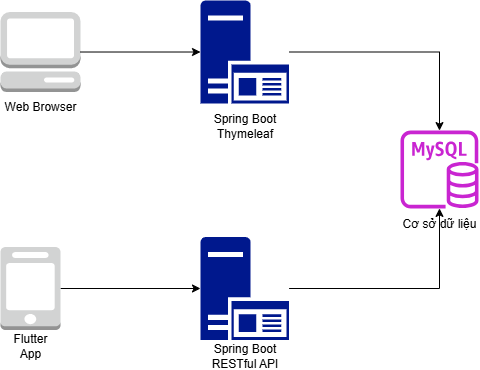 Web Browser
Spring Boot
Thymeleaf
MySQL
Cơ sở dữ liệu
Flutter
App
Spring Boot
RESTful API